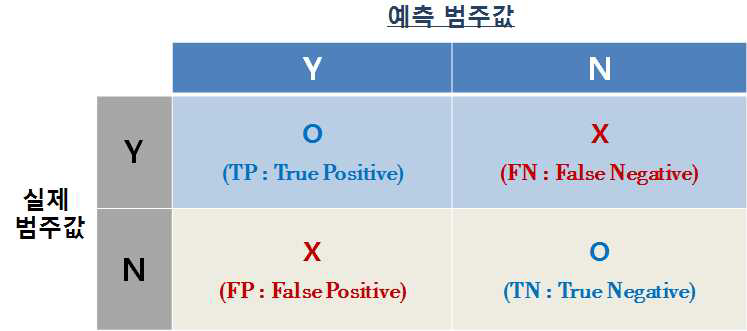 예측 범주값
Y N
Y O X
(TP : True Positive) (FN : False Negative)
실제
범주값
N X O
(FP : False Positive) (TN : True Negative)